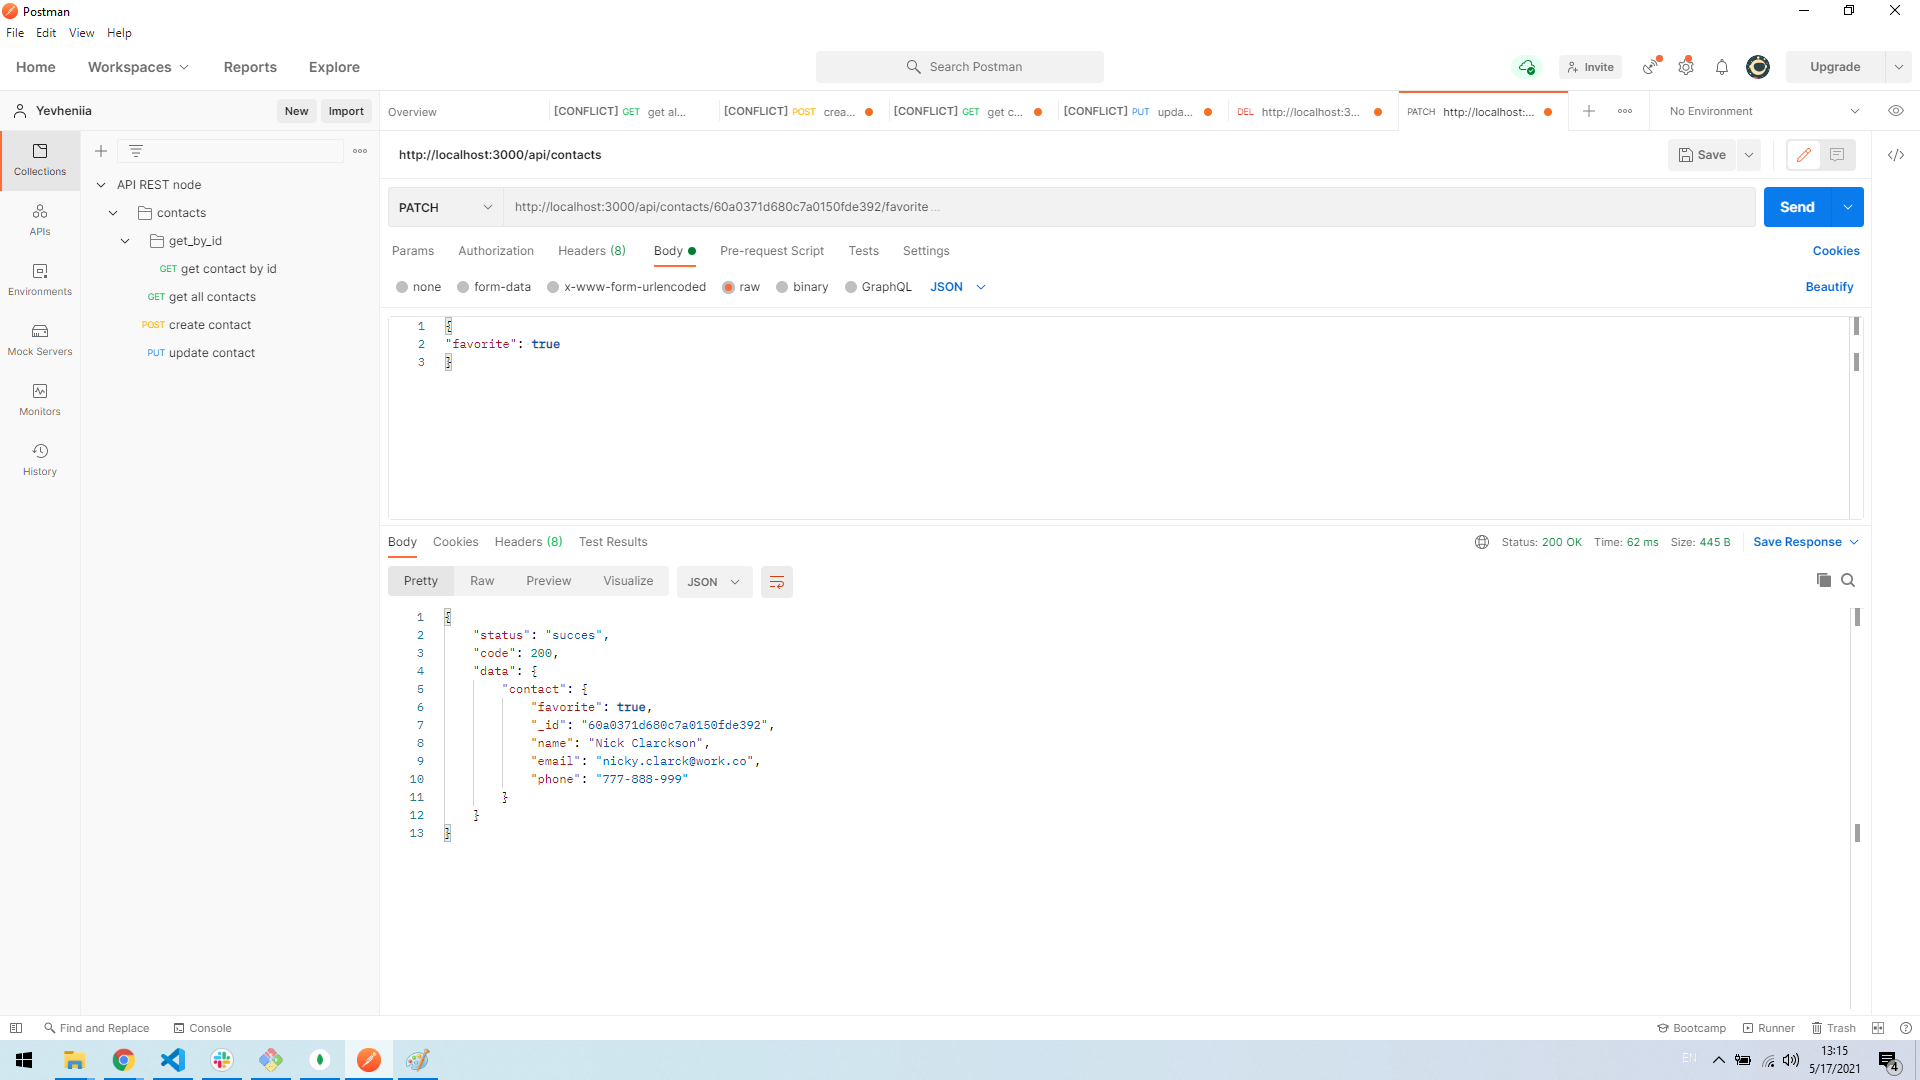 Postman
File Edit View Help
Home Workspaces Reports Explore Search Postman Invite Upgrade
Yevheniia New Import
Overview [CONFLICT] GET get al... [CONFLICT] POST crea... [CONFLICT] GET get c... [CONFLICT] PUT upda... DEL http://localhost:3... PATCH http://localhost:... No Environment
Collections
APIs
Environments
Mock Servers
Monitors
History
API REST node
contacts
get_by_id
GET get contact by id
GET get all contacts
POST create contact
PUT update contact
http://localhost:3000/api/contacts Save
PATCH http://localhost:3000/api/contacts/60a0371d680c7a0150fde392/favorite ... Send
Params Authorization Headers (8) Body Pre-request Script Tests Settings Cookies
none form-data x-www-form-urlencoded raw binary GraphQL JSON Beautify
1 {
2 "favorite": true
3 }
Body Cookies Headers (8) Test Results Status: 200 OK Time: 62 ms Size: 445 B Save Response
Pretty Raw Preview Visualize JSON
1 {
2 "status": "succes",
3 "code": 200,
4 "data": {
5 "contact": {
6 "favorite": true,
7 "_id": "60a0371d680c7a0150fde392",
8 "name": "Nick Clarckson",
9 "email": "nicky.clarck@work.co",
10 "phone": "777-888-999"
11 }
12 }
13 }
Find and Replace Console Bootcamp Runner Trash
EN 13:15
5/17/2021 4